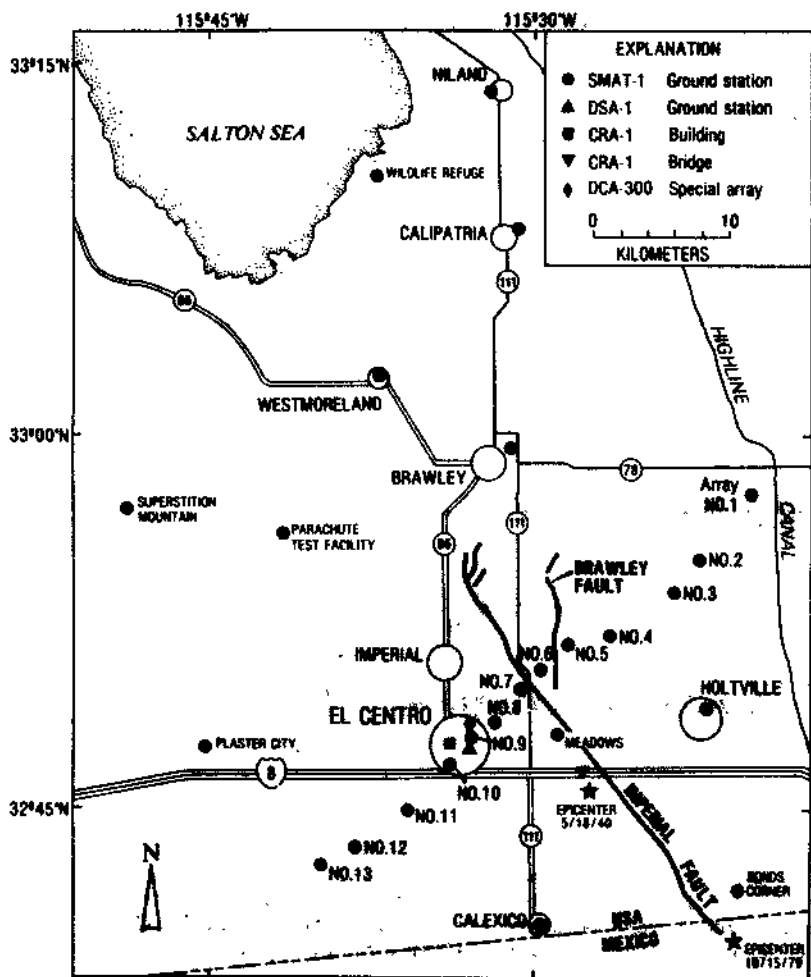 115°45'W
115°30'W
33°15'N
NILAND
EXPLANATION
SMAT-1 Ground station
DSA-1 Ground station
CRA-1 Building
CRA-1 Bridge
DCA-300 Special array
0 10
KILOMETERS
SALTON SEA
WILDLIFE REFUGE
CALIPATRIA
111
86
HIGHLINE
WESTMORELAND
33°00'N
BRAWLEY
78
Array
NO.1
SUPERSTITION
MOUNTAIN
PARACHUTE
TEST FACILITY
86
111
CANAL
BRAWLEY
FAULT
NO.2
NO.3
NO.4
NO.5
NO.6
IMPERIAL
NO.7
HOLTVILLE
EL CENTRO
NO.8
NO.9
MEADOWS
PLASTER CITY
8
NO.10
EPICENTER
5/18/40
32°45'N
NO.11
111
IMPERIAL
FAULT
NO.12
NO.13
N
BONDS
CORNER
CALEXICO
USA
MEXICO
EPICENTER
10/15/79